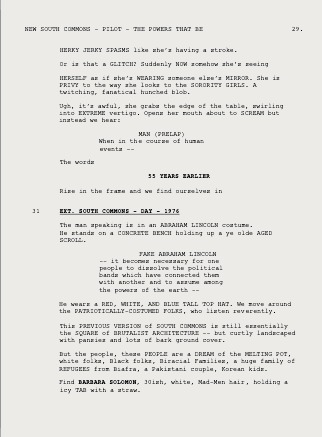 NEW SOUTH COMMONS - PILOT - THE POWERS THAT BE 29.
HERKY JERKY SPASMS like she's having a stroke.
Or is that a GLITCH? Suddenly NOW somehow she's seeing
HERSELF as if she's WEARING someone else's MIRROR. She is
PRIVY to the way she looks to the SORORITY GIRLS. A
twitching, fanatical hunched blob.
Ugh, it's awful, she grabs the edge of the table, swirling
into EXTREME vertigo. Opens her mouth about to SCREAM but
instead we hear:
MAN (PRELAP)
When in the course of human
events --
The words
55 YEARS EARLIER
Rise in the frame and we find ourselves in
31 EXT. SOUTH COMMONS - DAY - 1976
The man speaking is in an ABRAHAM LINCOLN costume.
He stands on a CONCRETE BENCH holding up a ye olde AGED
SCROLL.
FAKE ABRAHAM LINCOLN
-- it becomes necessary for one
people to dissolve the political
bands which have connected them
with another and to assume among
the powers of the earth --
He wears a RED, WHITE, AND BLUE TALL TOP HAT. We move around
the PATRIOTICALLY-COSTUMED FOLKS, who listen reverently.
This PREVIOUS VERSION of SOUTH COMMONS is still essentially
the SQUARE OF BRUTALIST ARCHITECTURE -- but curtly landscaped
with pansies and lots of bark ground cover.
But the people, these PEOPLE are a DREAM of the MELTING POT,
white folks, Black folks, Biracial Families, a huge family of
REFUGEES from Biafra, a Pakistani couple, Korean kids.
Find BARBARA SOLOMON, 30ish, white, Mad-Men hair, holding a
icy TAB with a straw.